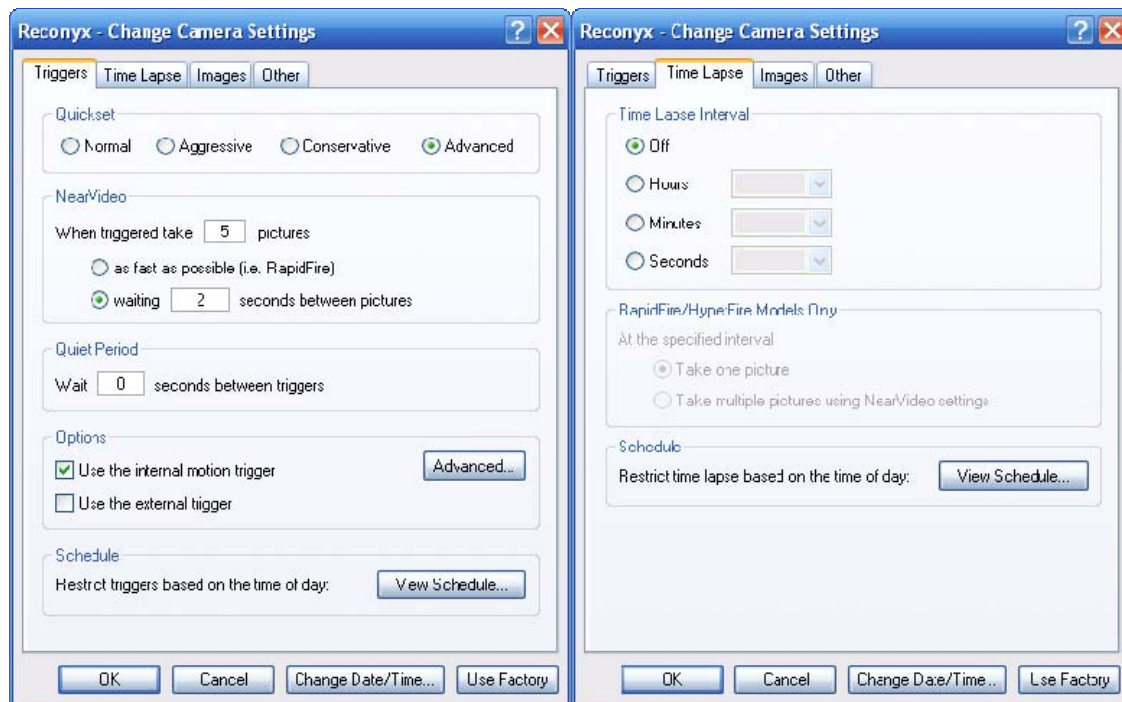 Reconyx - Change Camera Settings
Triggers Time Lapse Images Other
Quickset
Normal Aggressive Conservative Advanced
NearVideo
When triggered take 5 pictures
as fast as possible (i.e. RapidFire)
waiting 2 seconds between pictures
Quiet Period
Wait 0 seconds between triggers
Options
Use the internal motion trigger
Advanced...
Use the external trigger
Schedule
Restrict triggers based on the time of day: View Schedule...
OK Cancel Change Date/Time... Use Factory
Reconyx - Change Camera Settings
Triggers Time Lapse Images Other
Time Lapse Interval
Off
Hours
Minutes
Seconds
RapidFire/HyperFire Models Only
At the specified interval
Take one picture
Take multiple pictures using NearVideo settings
Schedule
Restrict time lapse based on the time of day: View Schedule...
OK Cancel Change Date/Time... Use Factory